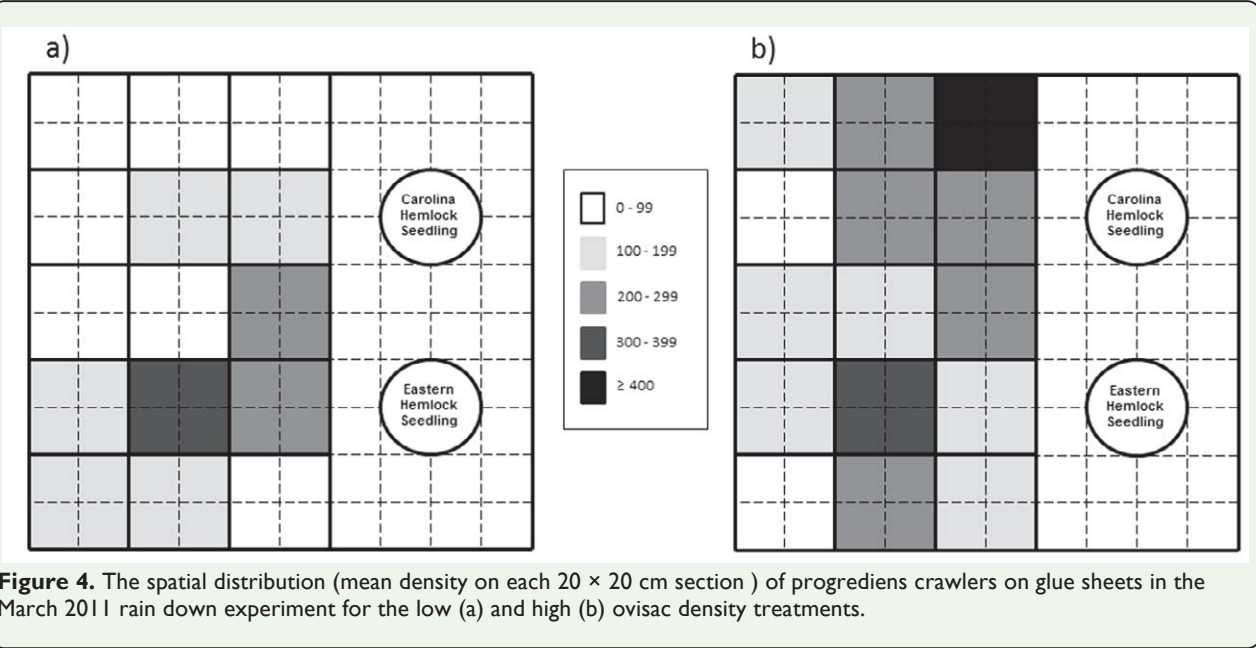 a)
b)
Carolina
Hemlock
Seedling
Eastern
Hemlock
Seedling
0 - 99
100 - 199
200 - 299
300 - 399
≥ 400
Carolina
Hemlock
Seedling
Eastern
Hemlock
Seedling
Figure 4. The spatial distribution (mean density on each 20 × 20 cm section ) of progrediens crawlers on glue sheets in the
March 2011 rain down experiment for the low (a) and high (b) ovisac density treatments.